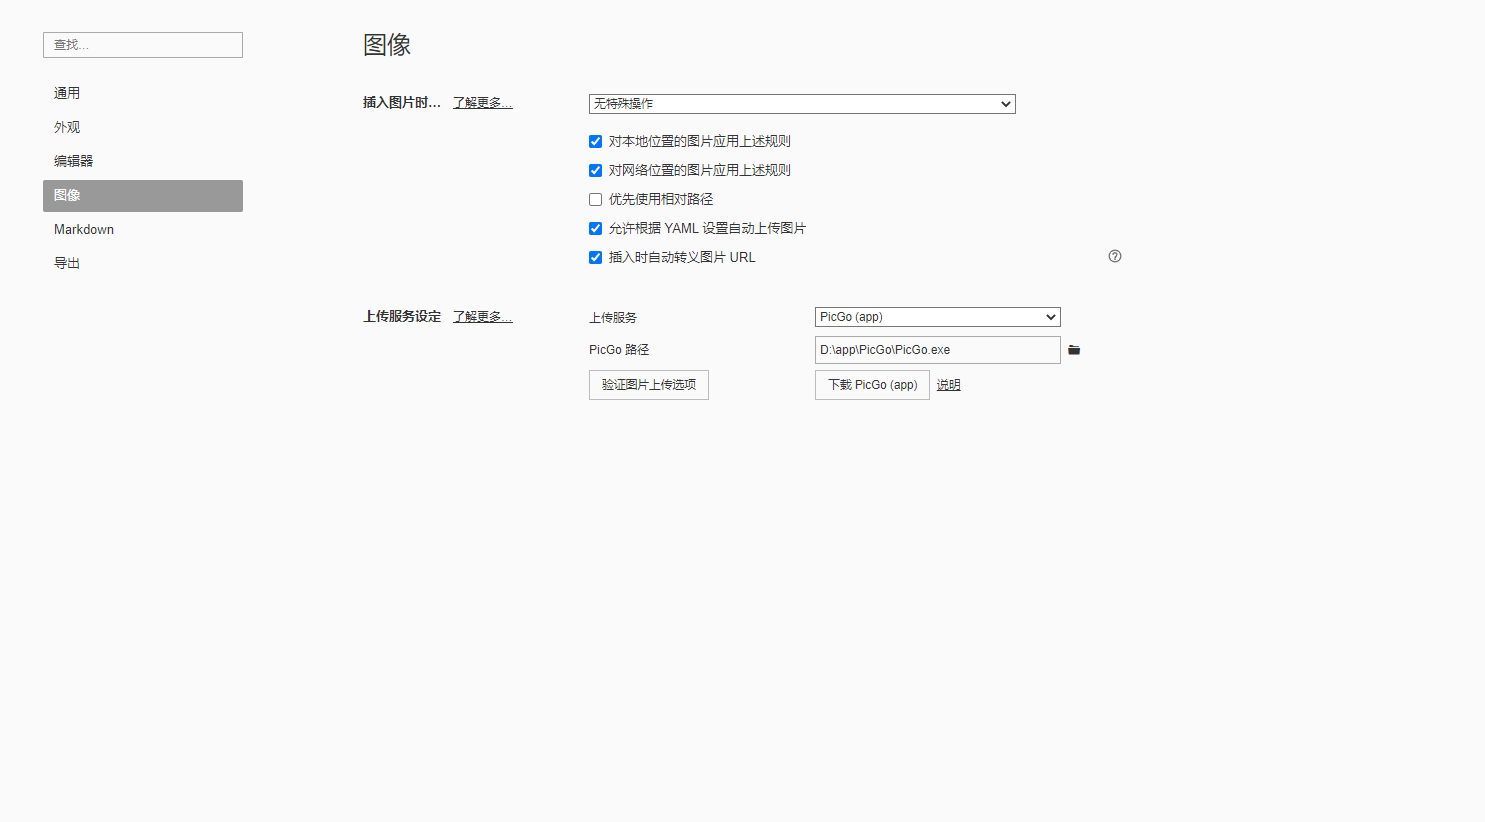 查找...
通用
外观
编辑器
图像
Markdown
导出
图像
插入图片时... 了解更多... 无特殊操作
对本地位置的图片应用上述规则
对网络位置的图片应用上述规则
优先使用相对路径
允许根据 YAML 设置自动上传图片
插入时自动转义图片 URL
上传服务设定 了解更多... 上传服务 PicGo (app)
PicGo 路径 D:\app\PicGo\PicGo.exe
验证图片上传选项 下载 PicGo (app) 说明